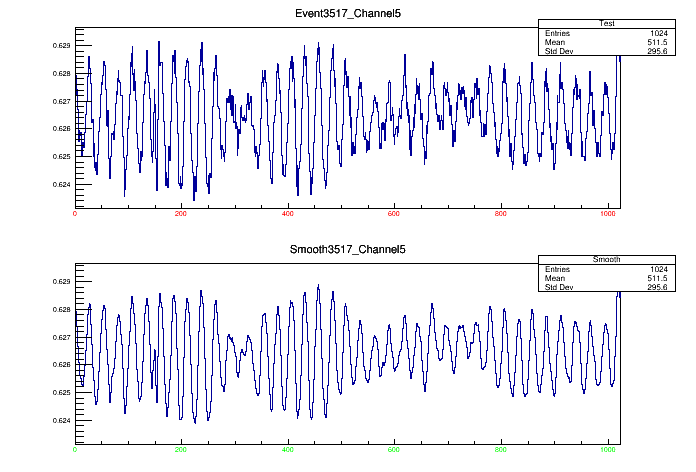 Event3517_Channel5
Test
Entries 1024
Mean 511.5
Std Dev 295.6
0.629
0.628
0.627
0.626
0.625
0.624
0 200 400 600 800 1000
Smooth3517_Channel5
Smooth
Entries 1024
Mean 511.5
Std Dev 295.6
0.629
0.628
0.627
0.626
0.625
0.624
0 200 400 600 800 1000